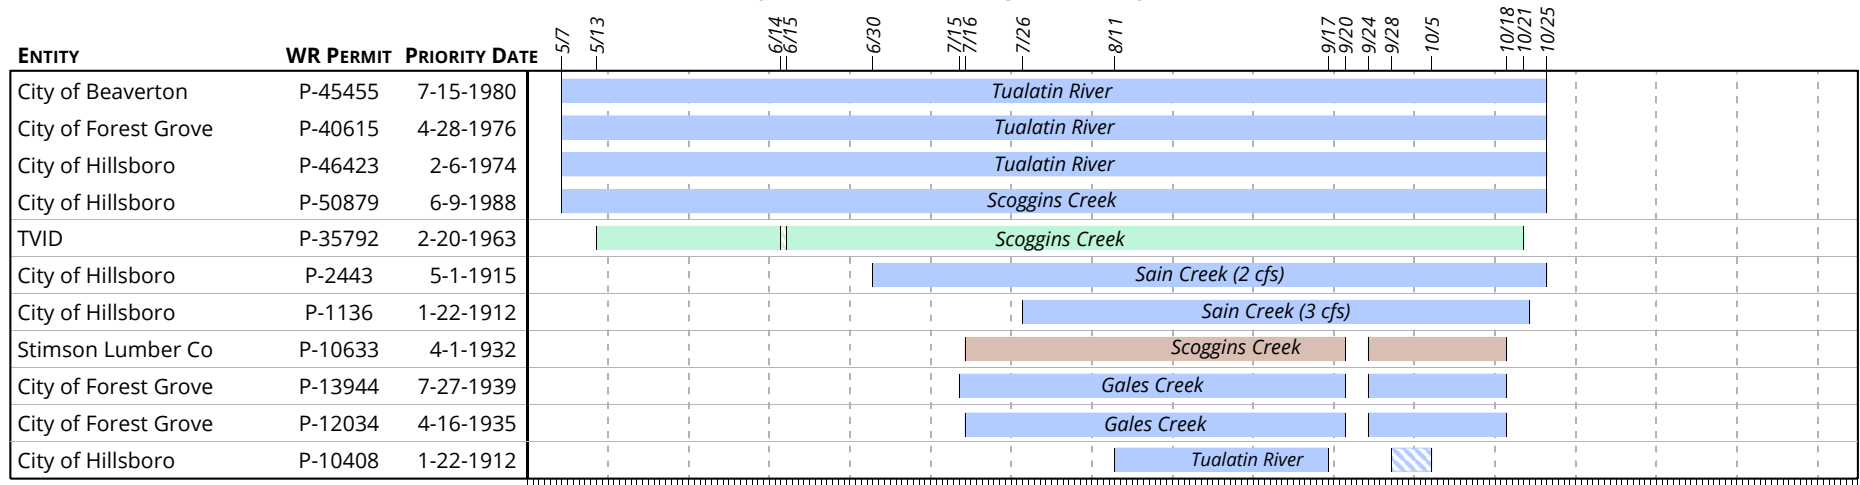 5/7 5/13 6/14 6/15 6/30 7/15 7/16 7/26 8/11 9/17 9/20 9/24 9/28 10/5 10/18 10/21 10/25
ENTITY WR PERMIT PRIORITY DATE
City of Beaverton P-45455 7-15-1980 Tualatin River
City of Forest Grove P-40615 4-28-1976 Tualatin River
City of Hillsboro P-46423 2-6-1974 Tualatin River
City of Hillsboro P-50879 6-9-1988 Scoggins Creek
TVID P-35792 2-20-1963 Scoggins Creek
City of Hillsboro P-2443 5-1-1915 Sain Creek (2 cfs)
City of Hillsboro P-1136 1-22-1912 Sain Creek (3 cfs)
Stimson Lumber Co P-10633 4-1-1932 Scoggins Creek
City of Forest Grove P-13944 7-27-1939 Gales Creek
City of Forest Grove P-12034 4-16-1935 Gales Creek
City of Hillsboro P-10408 1-22-1912 Tualatin River